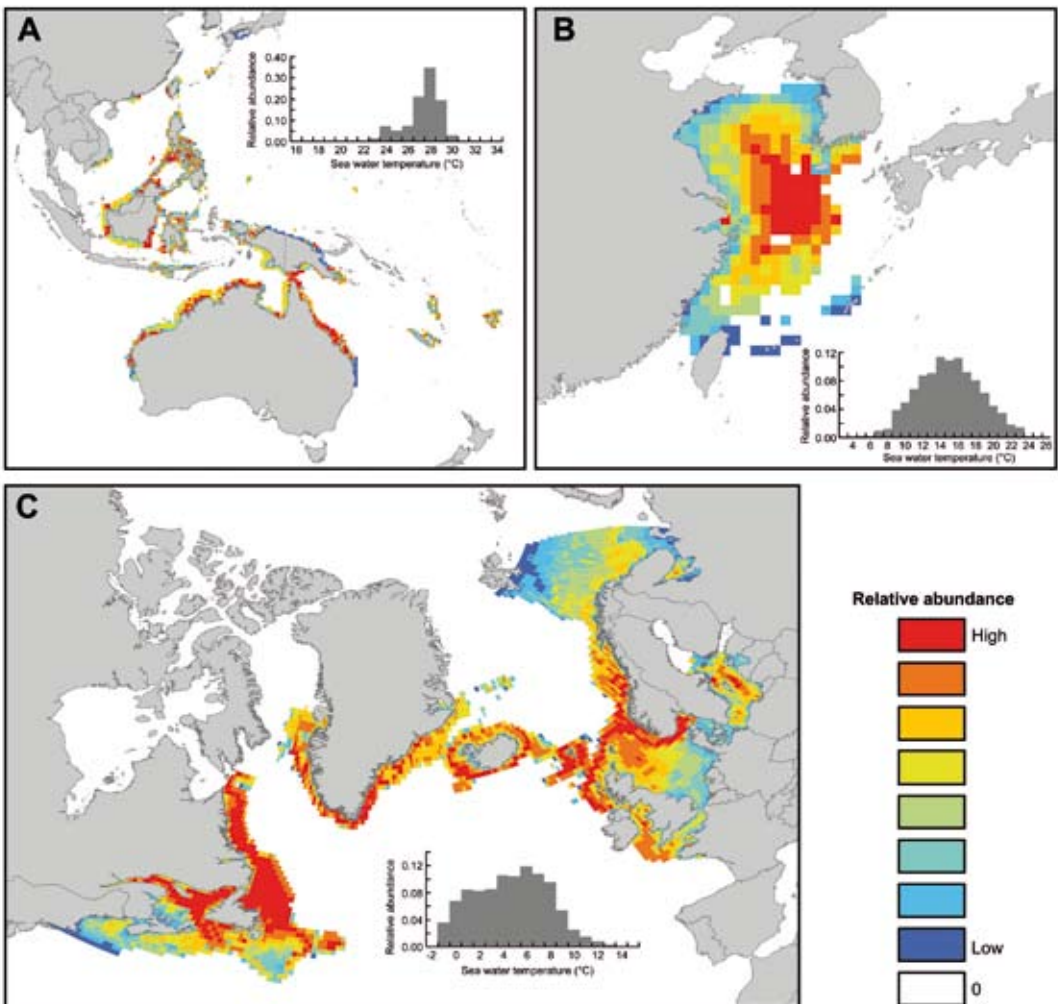 A
Relative abundance
0.40
0.30
0.20
0.10
0.00
16 18 20 22 24 26 28 30 32 34
Sea water temperature (°C)
B
Relative abundance
0.12
0.08
0.04
0.00
4 6 8 10 12 14 16 18 20 22 24 26
Sea water temperature (°C)
C
Relative abundance
0.12
0.08
0.04
0.00
-2 0 2 4 6 8 10 12 14
Sea water temperature (°C)
Relative abundance
High
Low
0